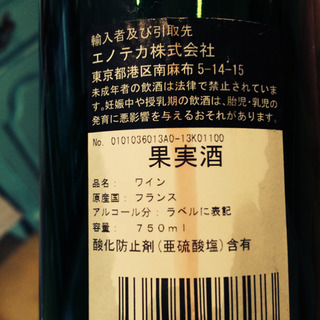 輸入者及び引取先
エノテカ株式会社
東京都港区南麻布5-14-15
未成年者の飲酒は法律で禁止されていま
す。妊娠中や授乳期の飲酒は、胎児・乳児の
発育に悪影響を与えるおそれがあります。
No. 0101036013A0-13K01100
果実酒
品名: ワイン
原産国: フランス
アルコール分: ラベルに表記
容量: 750ml
酸化防止剤(亜硫酸塩)含有